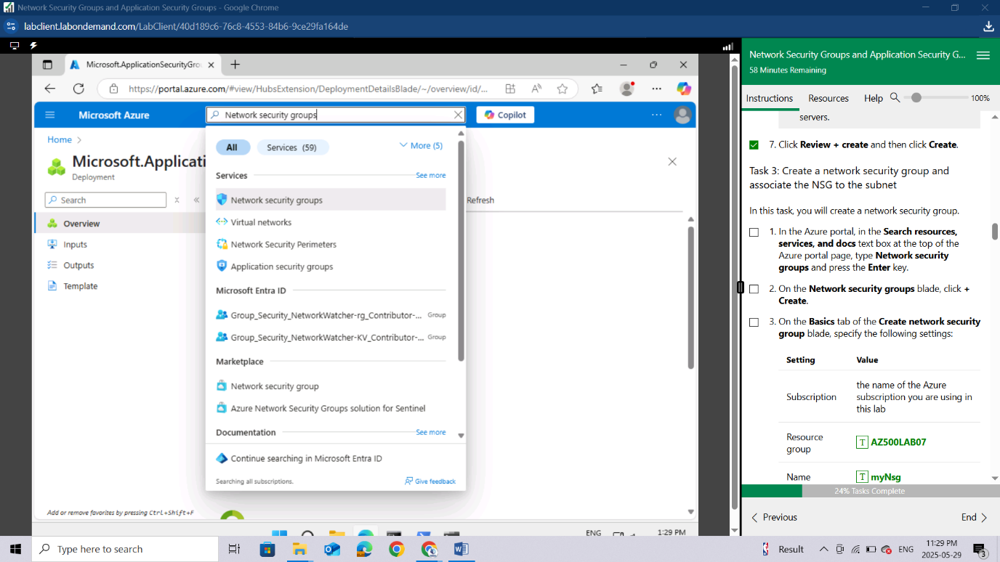 Network Security Groups and Application Security Groups - Google Chrome
labclient.labondemand.com/LabClient/40d189c6-76c8-4553-84b6-9ce29fa164de
Microsoft.ApplicationSecurityGrou
https://portal.azure.com/#view/HubsExtension/DeploymentDetailsBlade/~/overview/id/...
Microsoft Azure
Network security groups
Copilot
Home
Microsoft.Applicati
Deployment
Search
Refresh
Overview
Inputs
Outputs
Template
All
Services (59)
More (5)
Services
See more
Network security groups
Virtual networks
Network Security Perimeters
Application security groups
Microsoft Entra ID
Group_Security_NetworkWatcher-rg_Contributor-... Group
Group_Security_NetworkWatcher-KV_Contributor-... Group
Marketplace
Network security group
Azure Network Security Groups solution for Sentinel
Documentation
See more
Continue searching in Microsoft Entra ID
Searching all subscriptions.
Give feedback
Add or remove favorites by pressing Ctrl+Shift+F
ENG
1:29 PM
Network Security Groups and Application Security G...
58 Minutes Remaining
Instructions
Resources
Help
100%
servers.
7. Click Review + create and then click Create.
Task 3: Create a network security group and
associate the NSG to the subnet
In this task, you will create a network security group.
1. In the Azure portal, in the Search resources,
services, and docs text box at the top of the
Azure portal page, type Network security
groups and press the Enter key.
2. On the Network security groups blade, click +
Create.
3. On the Basics tab of the Create network security
group blade, specify the following settings:
Setting Value
Subscription
the name of the Azure
subscription you are using in
this lab
Resource
group
T AZ500LAB07
Name
T myNsg
24% Tasks Complete
Previous
End
Type here to search
Result
ENG
11:29 PM
2025-05-29
3